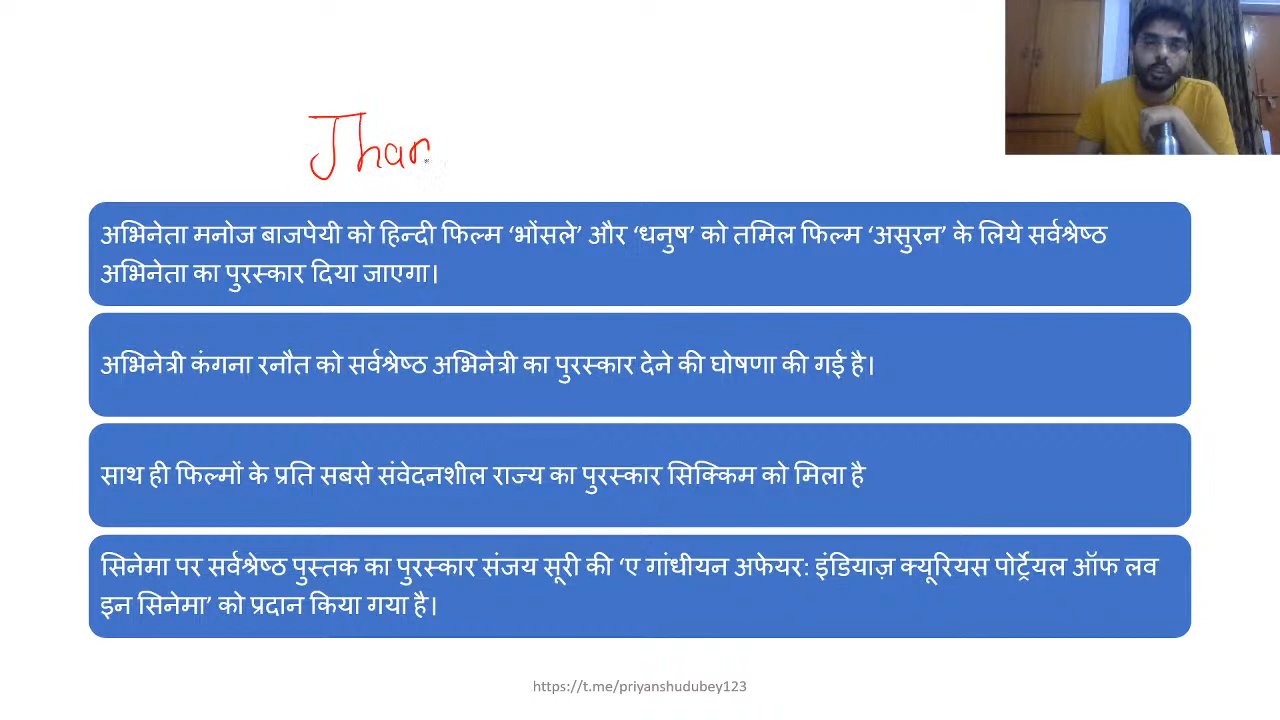 Jhar
अभिनेता मनोज बाजपेयी को हिन्दी फिल्म ‘भोंसले’ और ‘धनुष’ को तमिल फिल्म ‘असुरन’ के लिये सर्वश्रेष्ठ
अभिनेता का पुरस्कार दिया जाएगा।
अभिनेत्री कंगना रनौत को सर्वश्रेष्ठ अभिनेत्री का पुरस्कार देने की घोषणा की गई है।
साथ ही फिल्मों के प्रति सबसे संवेदनशील राज्य का पुरस्कार सिक्किम को मिला है
सिनेमा पर सर्वश्रेष्ठ पुस्तक का पुरस्कार संजय सूरी की ‘ए गांधीयन अफेयर: इंडियाज़ क्यूरियस पोर्ट्रेयल ऑफ लव
इन सिनेमा’ को प्रदान किया गया है।
https://t.me/priyanshudubey123